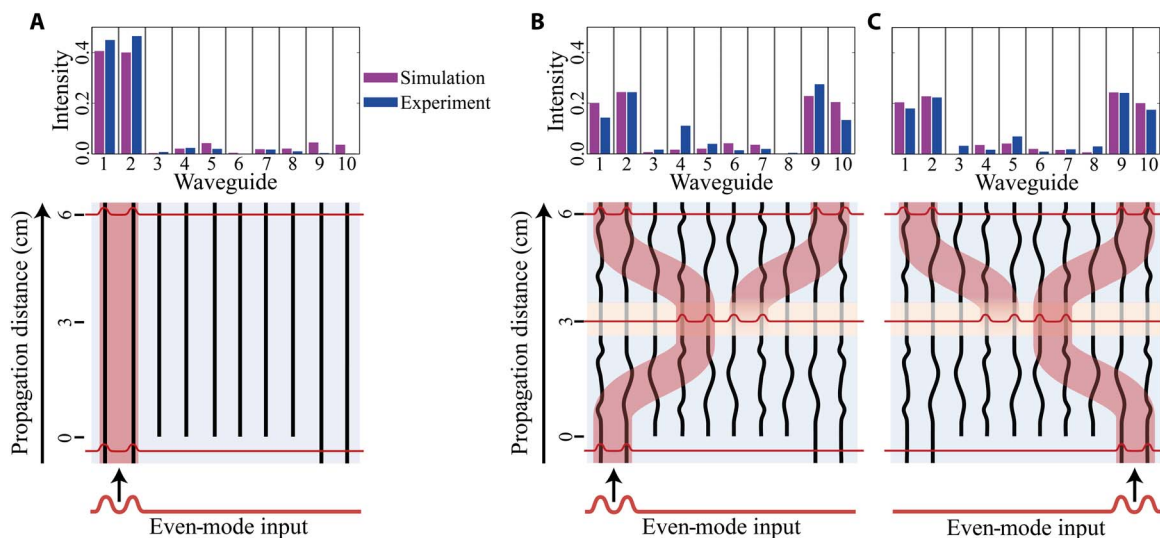 A
Intensity
0.4
0.2
0.0
1 2 3 4 5 6 7 8 9 10
Waveguide
Simulation
Experiment
Propagation distance (cm)
6
3
0
Even-mode input
B
Intensity
0.4
0.2
0.0
1 2 3 4 5 6 7 8 9 10
Waveguide
Propagation distance (cm)
6
3
0
Even-mode input
C
1 2 3 4 5 6 7 8 9 10
Waveguide
Even-mode input